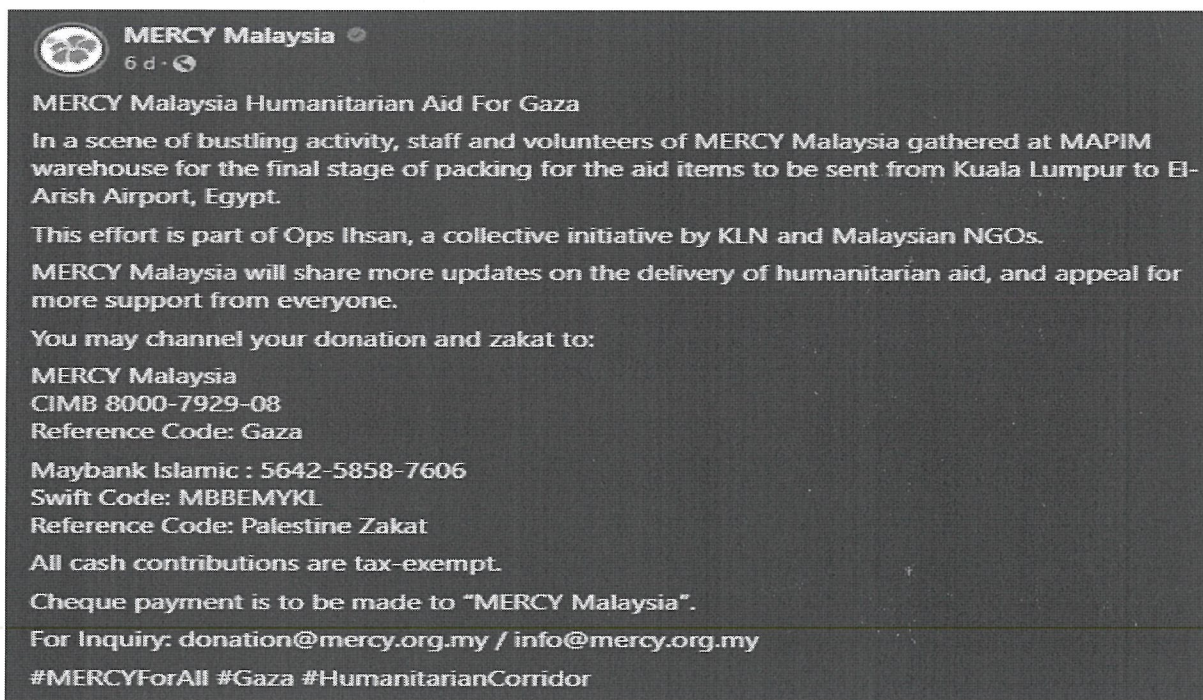 MERCY Malaysia
6 d ·
MERCY Malaysia Humanitarian Aid For Gaza
In a scene of bustling activity, staff and volunteers of MERCY Malaysia gathered at MAPIM
warehouse for the final stage of packing for the aid items to be sent from Kuala Lumpur to El-
Arish Airport, Egypt.
This effort is part of Ops Ihsan, a collective initiative by KLN and Malaysian NGOs.
MERCY Malaysia will share more updates on the delivery of humanitarian aid, and appeal for
more support from everyone.
You may channel your donation and zakat to:
MERCY Malaysia
CIMB 8000-7929-08
Reference Code: Gaza
Maybank Islamic : 5642-5858-7606
Swift Code: MBBEMYKL
Reference Code: Palestine Zakat
All cash contributions are tax-exempt.
Cheque payment is to be made to “MERCY Malaysia”.
For Inquiry: donation@mercy.org.my / info@mercy.org.my
#MERCYForAll #Gaza #HumanitarianCorridor